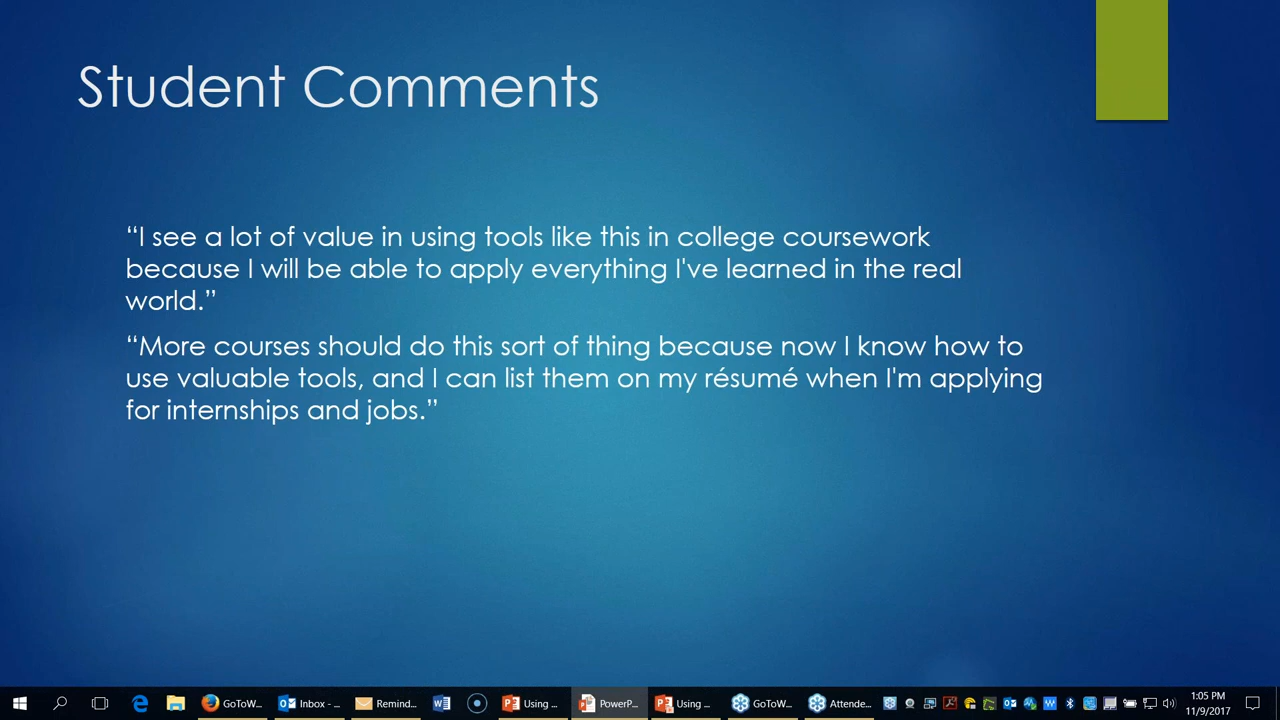 Student Comments
“I see a lot of value in using tools like this in college coursework
because I will be able to apply everything I've learned in the real
world.”
“More courses should do this sort of thing because now I know how to
use valuable tools, and I can list them on my résumé when I'm applying
for internships and jobs.”
GoToW...
Inbox - ...
Remind...
Using ...
PowerP...
Using ...
GoToW...
Attende...
1:05 PM
11/9/2017